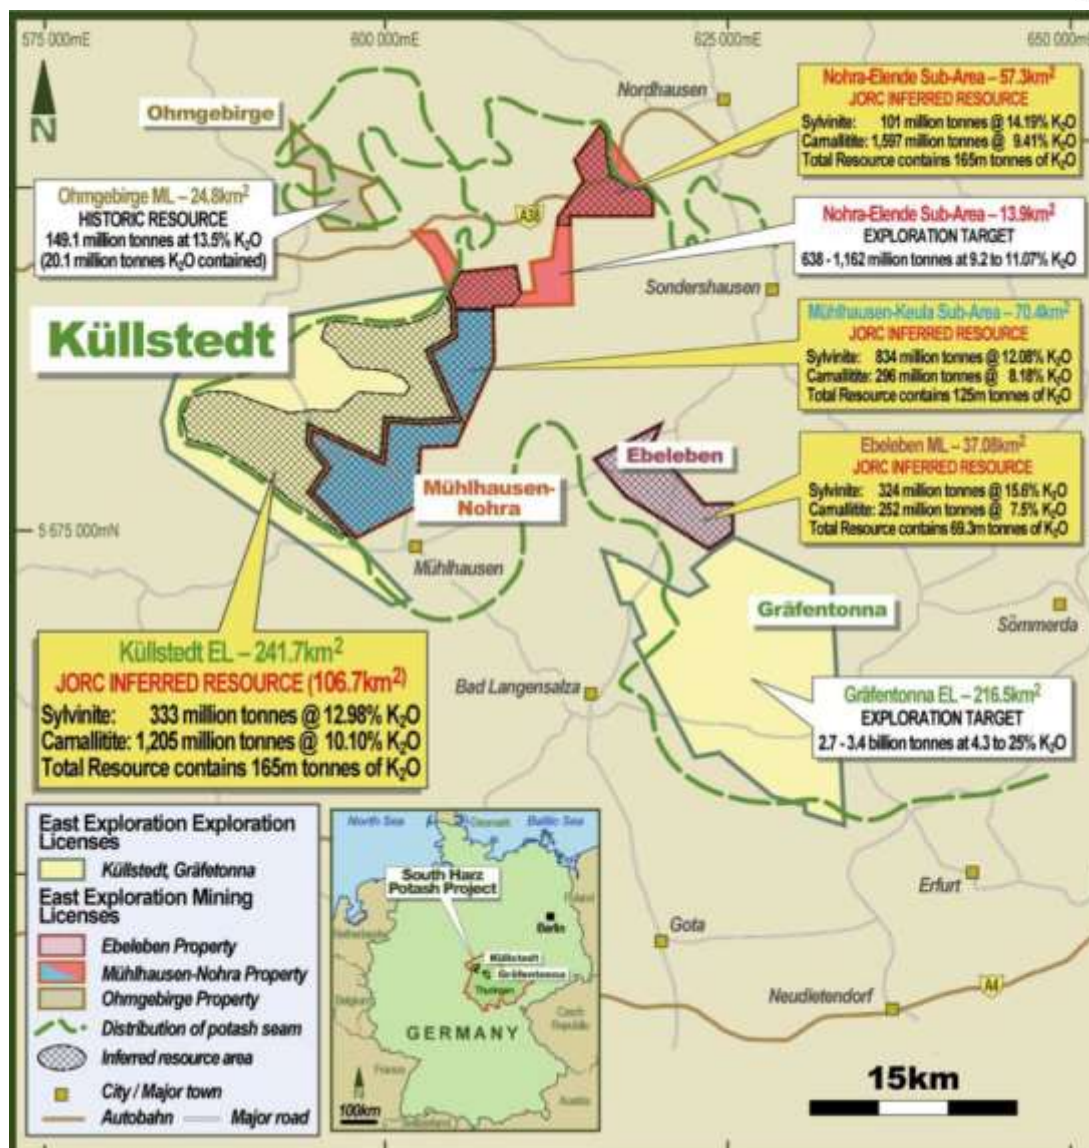 575 000mE
600 000mE
625 000mE
650 000mE
N
Ohmgebirge
Nordhausen
Nohra-Elende Sub-Area – 57.3km²
JORC INFERRED RESOURCE
Sylvinite: 101 million tonnes @ 14.19% K₂O
Carnallitite: 1,597 million tonnes @ 9.41% K₂O
Total Resource contains 165m tonnes of K₂O
Ohmgebirge ML – 24.8km²
HISTORIC RESOURCE
149.1 million tonnes at 13.5% K₂O
(20.1 million tonnes K₂O contained)
A38
Nohra-Elende Sub-Area – 13.9km²
EXPLORATION TARGET
638 - 1,162 million tonnes at 9.2 to 11.07% K₂O
Sondershausen
Küllstedt
Mühlhausen-Keula Sub-Area – 70.4km²
JORC INFERRED RESOURCE
Sylvinite: 834 million tonnes @ 12.08% K₂O
Carnallitite: 296 million tonnes @ 8.18% K₂O
Total Resource contains 125m tonnes of K₂O
Ebeleben
Ebeleben ML – 37.08km²
JORC INFERRED RESOURCE
Sylvinite: 324 million tonnes @ 15.6% K₂O
Carnallitite: 252 million tonnes @ 7.5% K₂O
Total Resource contains 69.3m tonnes of K₂O
Mühlhausen-
Nohra
5 675 000mN
Mühlhausen
Gräfentonna
Sömmerda
Küllstedt EL – 241.7km²
JORC INFERRED RESOURCE (106.7km²)
Sylvinite: 333 million tonnes @ 12.98% K₂O
Carnallitite: 1,205 million tonnes @ 10.10% K₂O
Total Resource contains 165m tonnes of K₂O
Bad Langensalza
Gräfentonna EL – 216.5km²
EXPLORATION TARGET
2.7 - 3.4 billion tonnes at 4.3 to 25% K₂O
East Exploration Exploration
Licenses
Küllstedt, Gräfetonna
East Exploration Mining
Licenses
Ebeleben Property
Mühlhausen-Nohra Property
Ohmgebirge Property
Distribution of potash seam
Inferred resource area
City / Major town
Autobahn
Major road
North Sea
Denmark
Baltic Sea
South Harz
Potash Project
Poland
Berlin
Netherlands
Küllstedt
Gräfentonna
Thuringen
Belgium
GERMANY
Czech
Republic
France
N
100km
Austria
Switzerland
Erfurt
Gota
Neudietendorf
A4
15km